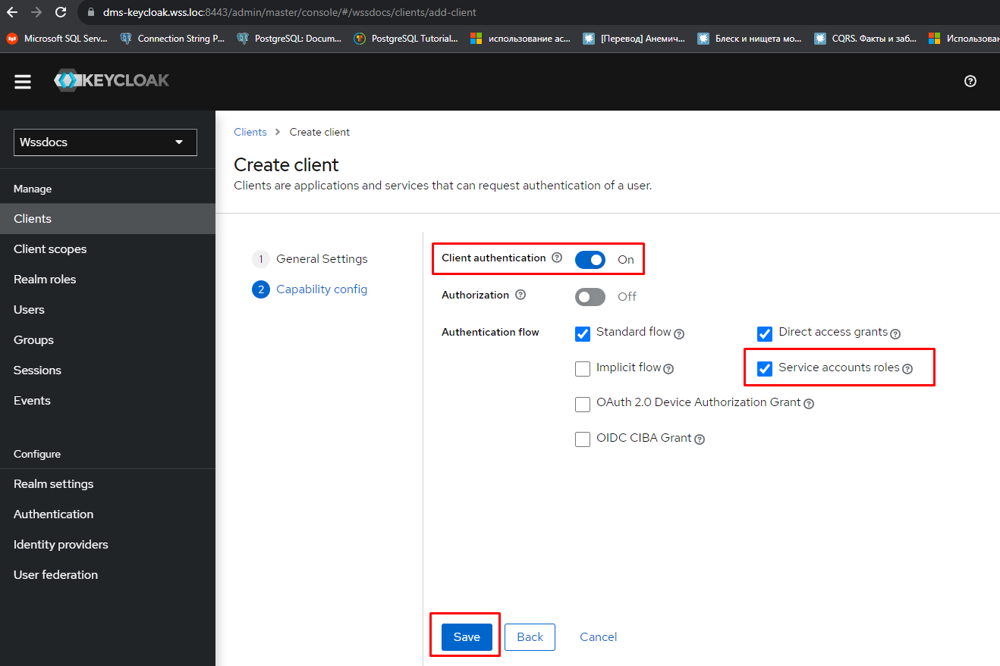 dms-keycloak.wss.loc:8443/admin/master/console/#/wssdocs/clients/add-client
Microsoft SQL Serv... Connection String P... PostgreSQL: Docum... PostgreSQL Tutorial... использование ас... [Перевод] Анемич... Блеск и нищета мо... CQRS. Факты и заб... Использован
KEYCLOAK
Wssdocs
Manage
Clients
Client scopes
Realm roles
Users
Groups
Sessions
Events
Configure
Realm settings
Authentication
Identity providers
User federation
Clients > Create client
Create client
Clients are applications and services that can request authentication of a user.
1 General Settings
2 Capability config
Client authentication On
Authorization Off
Authentication flow Standard flow Direct access grants
Implicit flow Service accounts roles
OAuth 2.0 Device Authorization Grant
OIDC CIBA Grant
Save Back Cancel